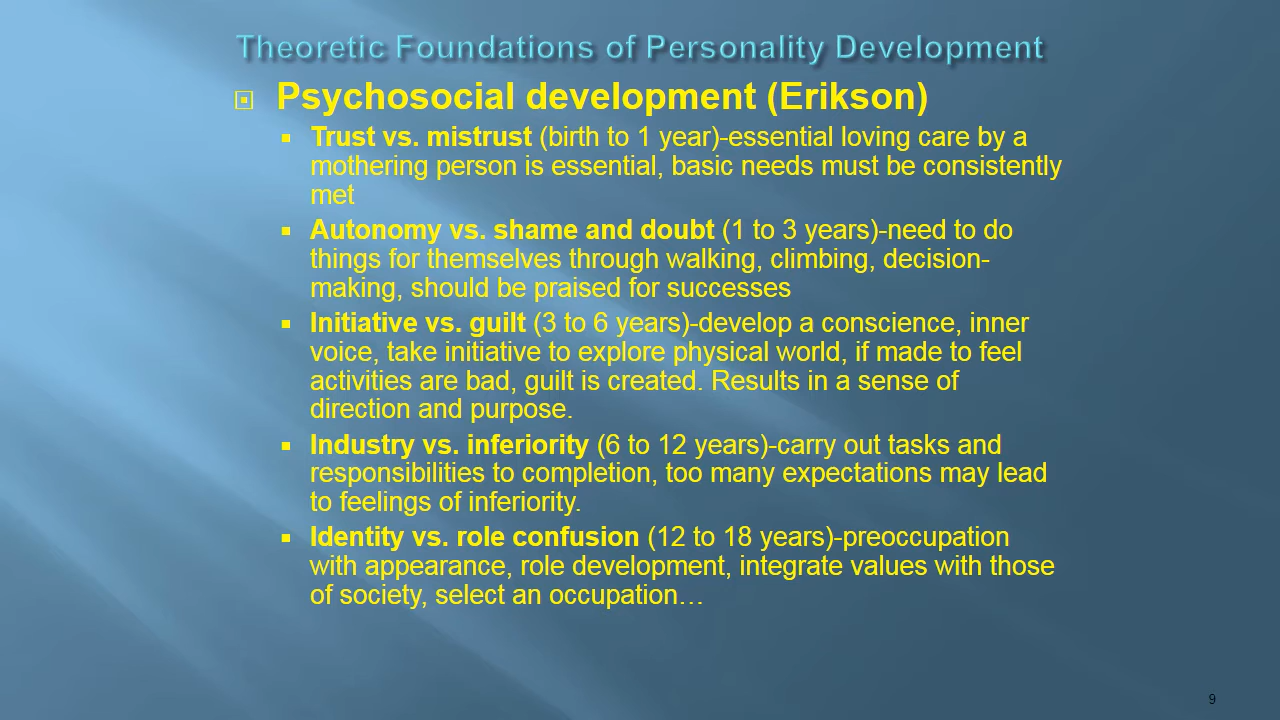 Theoretic Foundations of Personality Development
Psychosocial development (Erikson)
Trust vs. mistrust (birth to 1 year)-essential loving care by a
mothering person is essential, basic needs must be consistently
met
Autonomy vs. shame and doubt (1 to 3 years)-need to do
things for themselves through walking, climbing, decision-
making, should be praised for successes
Initiative vs. guilt (3 to 6 years)-develop a conscience, inner
voice, take initiative to explore physical world, if made to feel
activities are bad, guilt is created. Results in a sense of
direction and purpose.
Industry vs. inferiority (6 to 12 years)-carry out tasks and
responsibilities to completion, too many expectations may lead
to feelings of inferiority.
Identity vs. role confusion (12 to 18 years)-preoccupation
with appearance, role development, integrate values with those
of society, select an occupation…
9